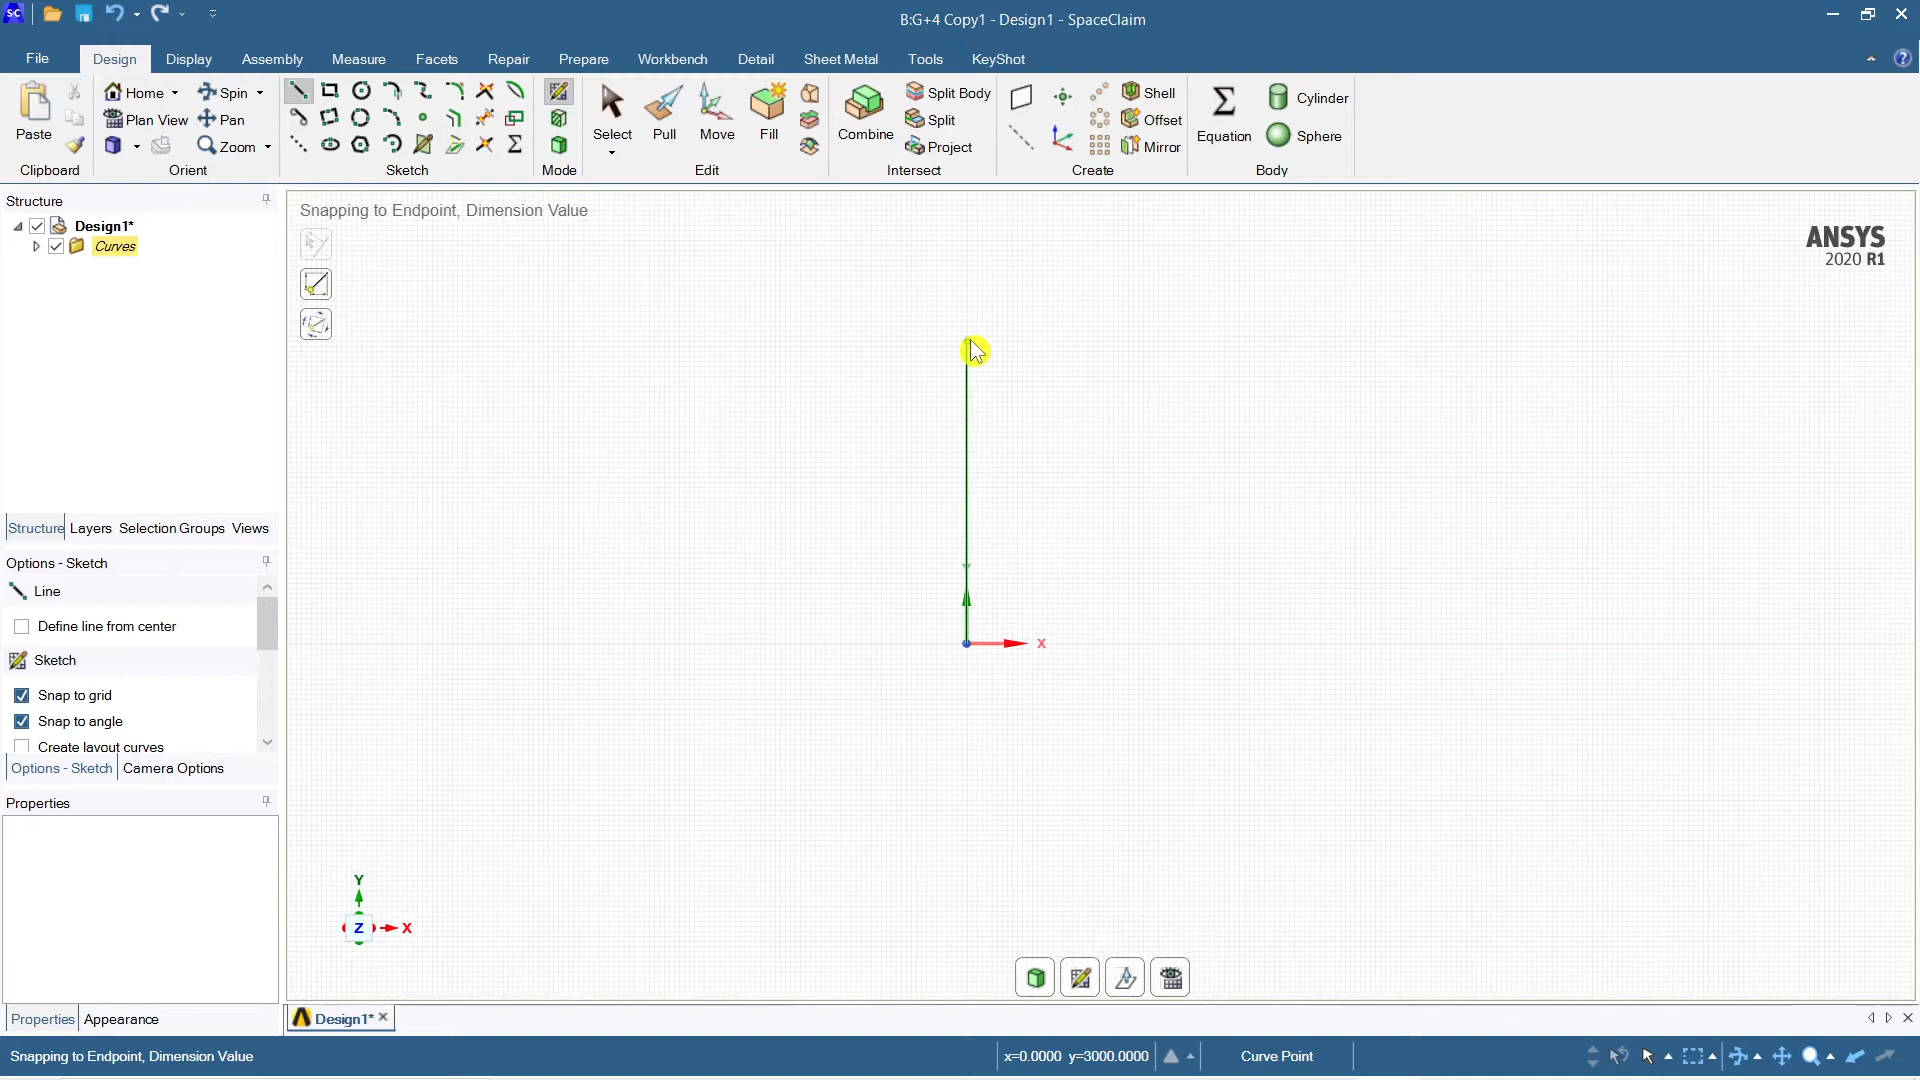 SC
B:G+4 Copy1 - Design1 - SpaceClaim
File
Design
Display
Assembly
Measure
Facets
Repair
Prepare
Workbench
Detail
Sheet Metal
Tools
KeyShot
Paste
Home
Spin
Plan View
Pan
Zoom
Select
Pull
Move
Fill
Combine
Split Body
Split
Project
Shell
Offset
Mirror
Equation
Cylinder
Sphere
Clipboard
Orient
Sketch
Mode
Edit
Intersect
Create
Body
Structure
Design1*
Curves
Structure
Layers
Selection Groups
Views
Options - Sketch
Line
Define line from center
Sketch
Snap to grid
Snap to angle
Create layout curves
Options - Sketch
Camera Options
Properties
Properties
Appearance
Snapping to Endpoint, Dimension Value
ANSYS
2020 R1
X
Y
Z
X
Design1*
Snapping to Endpoint, Dimension Value
x=0.0000 y=3000.0000
Curve Point